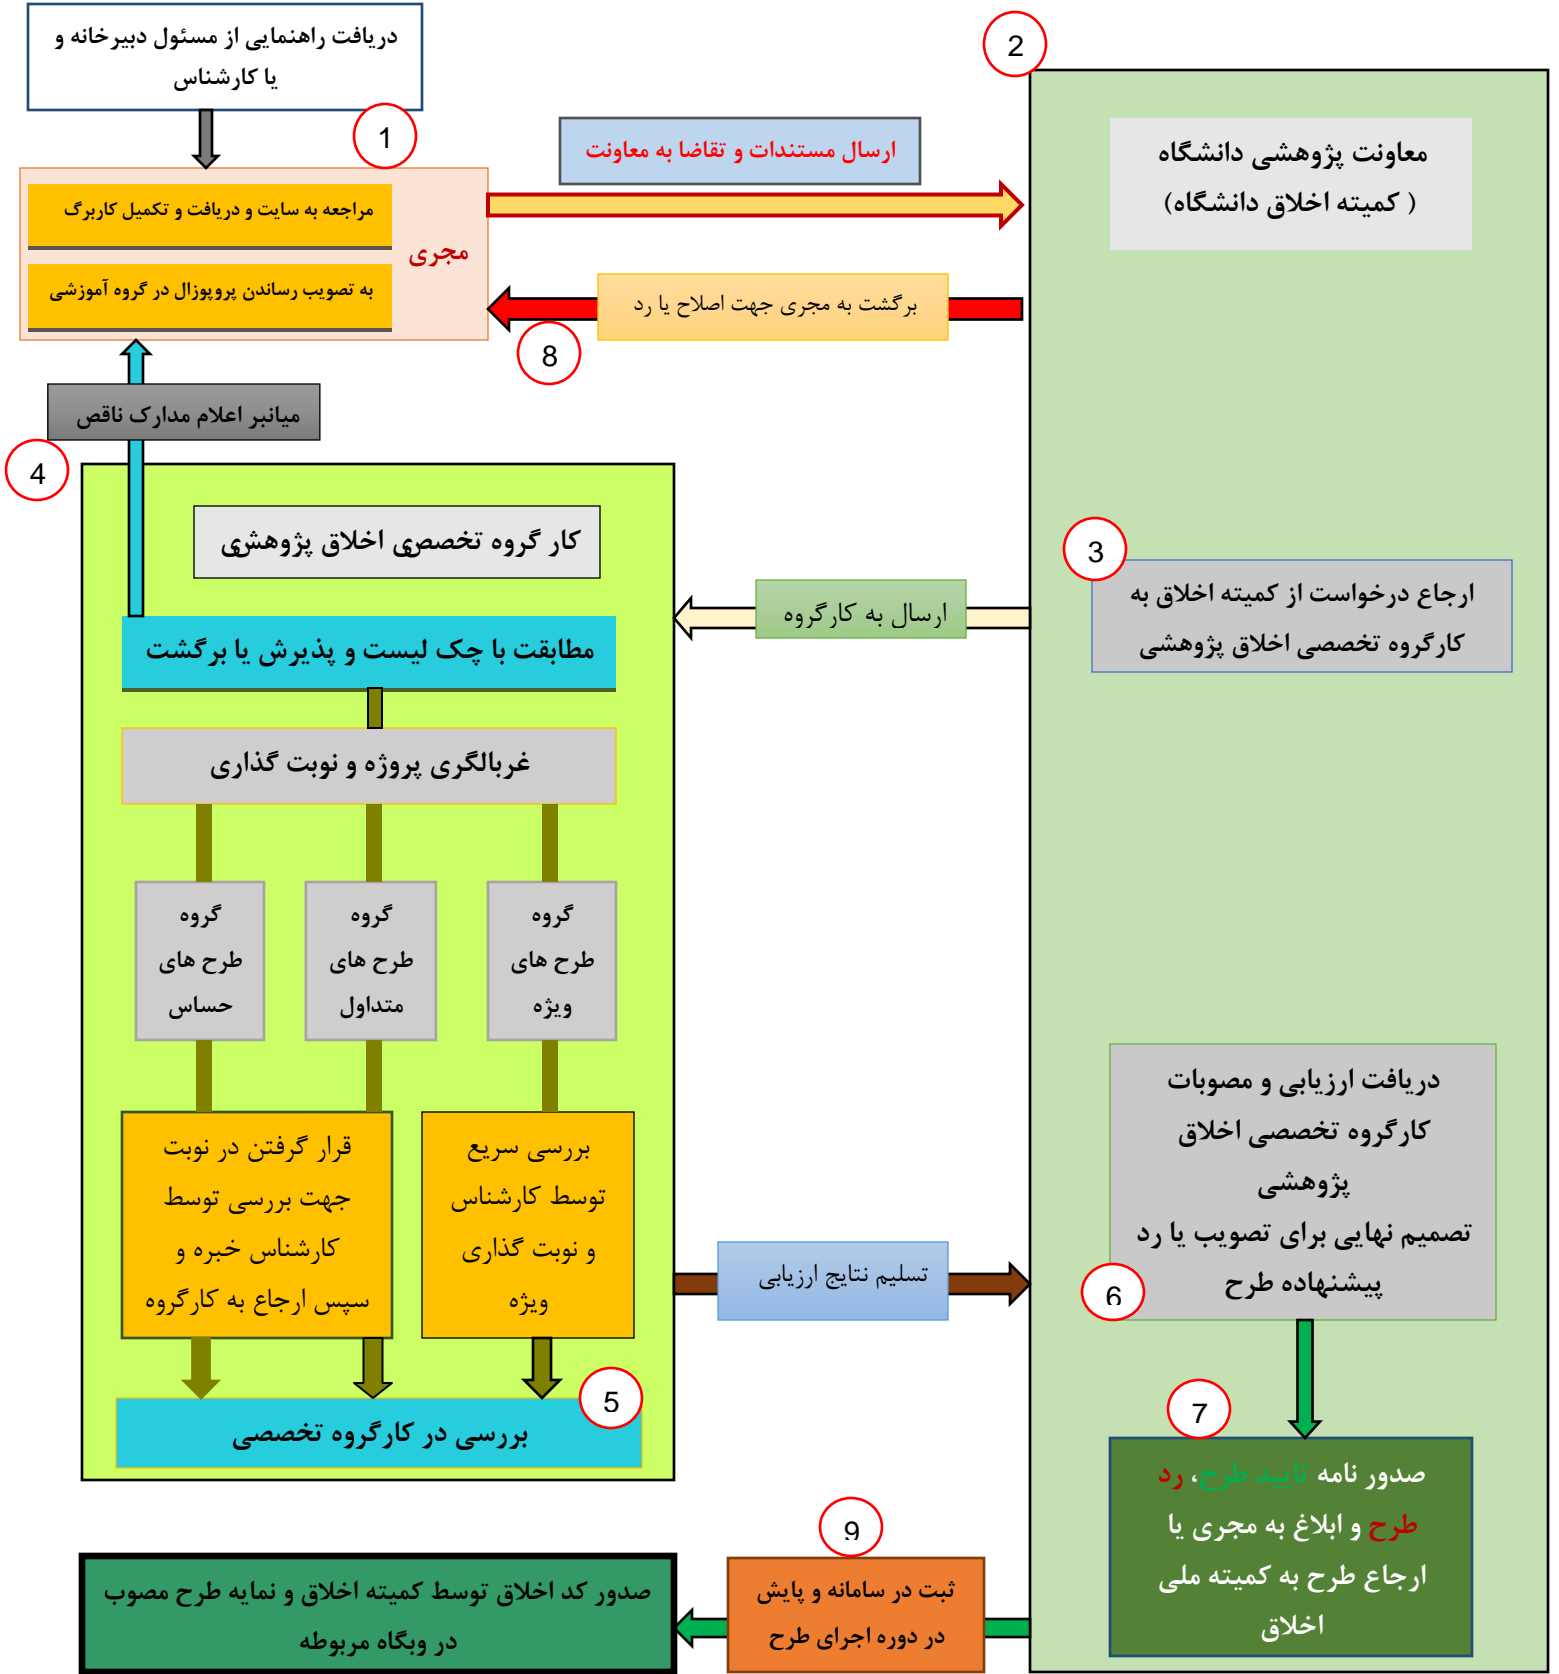 دریافت راهنمایی از مسئول دبیرخانه و
یا کارشناس
1
مراجعه به سایت و دریافت و تکمیل کاربرگ
به تصویب رساندن پروپوزال در گروه آموزشی
مجری
ارسال مستندات و تقاضا به معاونت
2
معاونت پژوهشی دانشگاه
( کمیته اخلاق دانشگاه)
برگشت به مجری جهت اصلاح یا رد
8
میانبر اعلام مدارک ناقص
4
کار گروه تخصصی اخلاق پژوهشی
3
ارجاع درخواست از کمیته اخلاق به
کارگروه تخصصی اخلاق پژوهشی
ارسال به کارگروه
مطابقت با چک لیست و پذیرش یا برگشت
غربالگری پروژه و نوبت گذاری
گروه
طرح های
ویژه
گروه
طرح های
متداول
گروه
طرح های
حساس
بررسی سریع
توسط کارشناس
و نوبت گذاری
ویژه
قرار گرفتن در نوبت
جهت بررسی توسط
کارشناس خبره و
سپس ارجاع به کارگروه
5
بررسی در کارگروه تخصصی
تسلیم نتایج ارزیابی
دریافت ارزیابی و مصوبات
کارگروه تخصصی اخلاق
پژوهشی
تصمیم نهایی برای تصویب یا رد
پیشنهاده طرح
6
7
صدور نامه تایید طرح، رد
طرح و ابلاغ به مجری یا
ارجاع طرح به کمیته ملی
اخلاق
9
ثبت در سامانه و پایش
در دوره اجرای طرح
صدور کد اخلاق توسط کمیته اخلاق و نمایه طرح مصوب
در وبگاه مربوطه